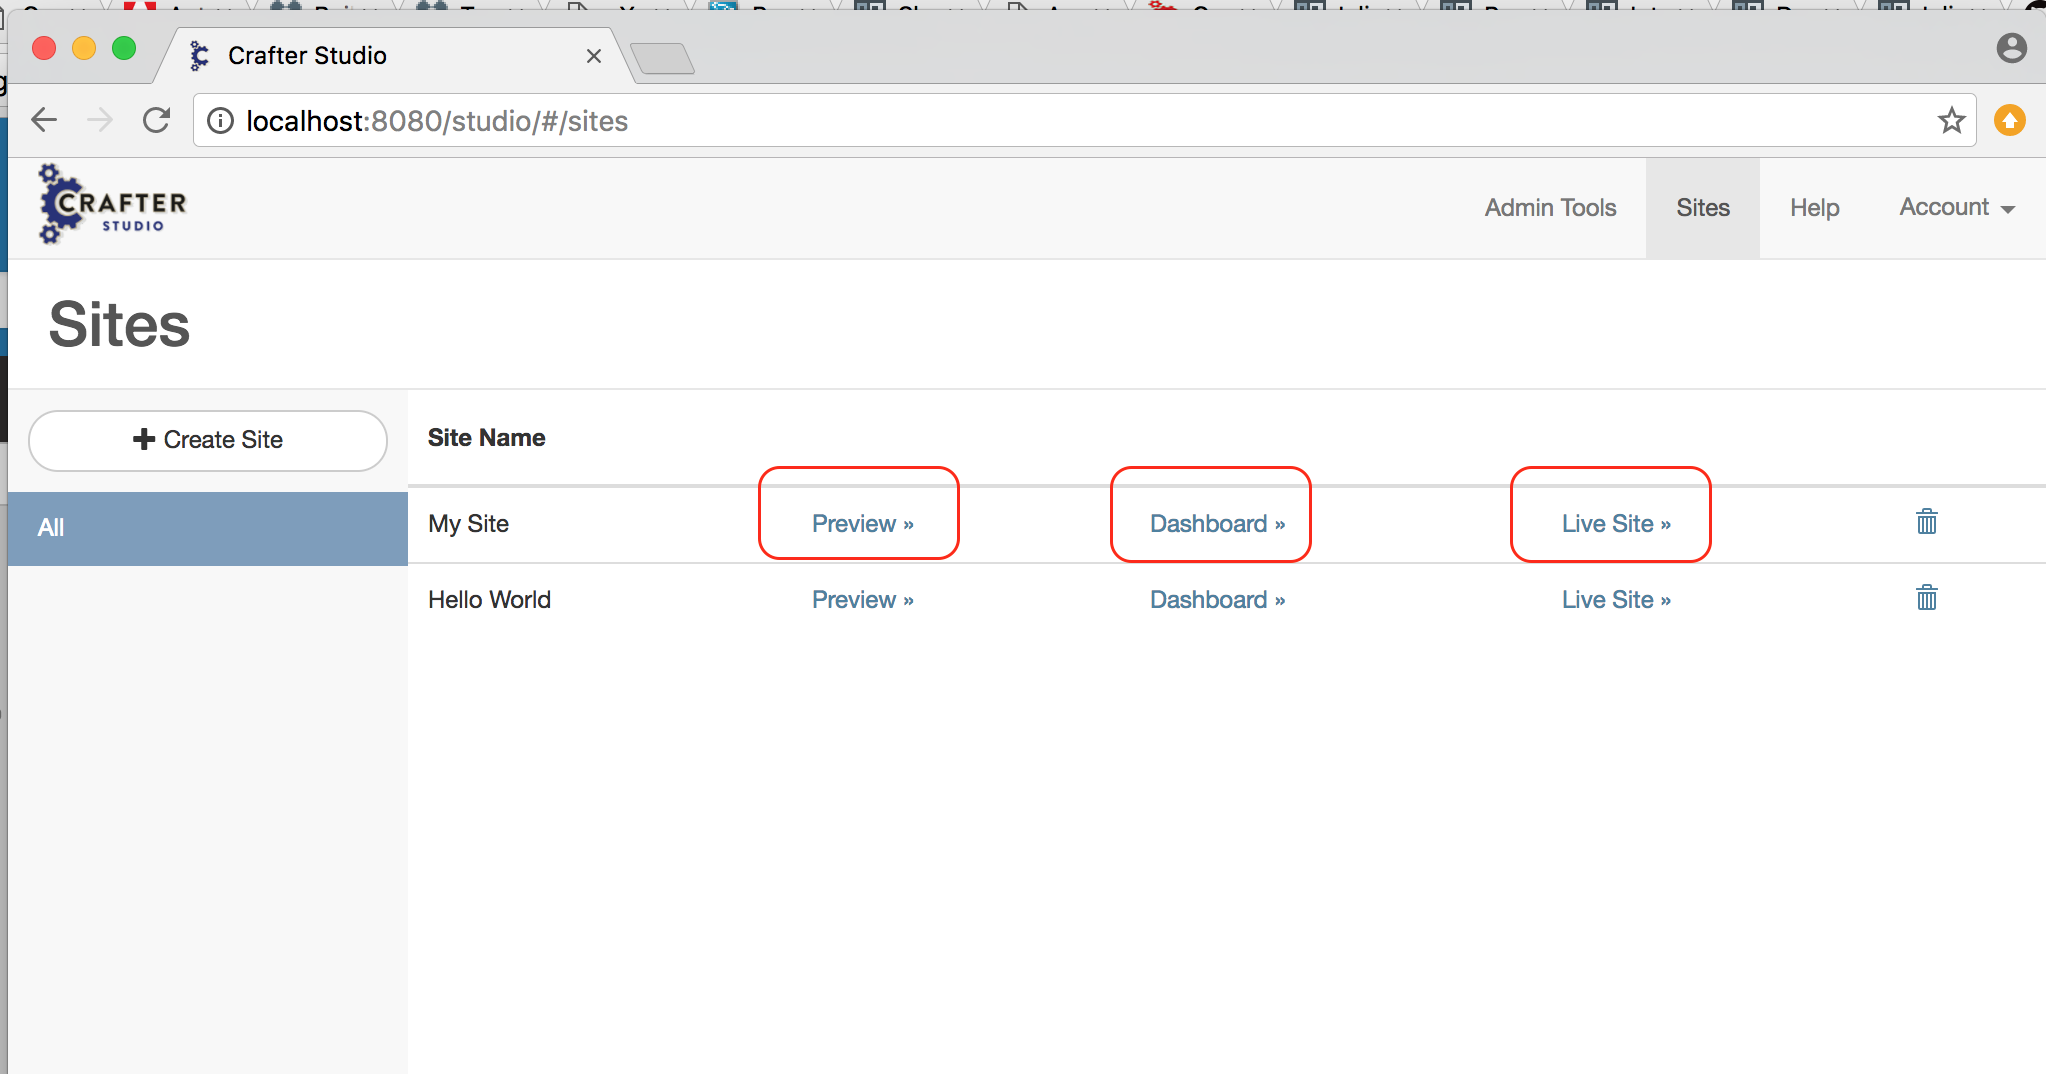 Crafter Studio
localhost:8080/studio/#/sites
CRAFTER
STUDIO
Admin Tools
Sites
Help
Account
Sites
Create Site
Site Name
All
My Site
Preview »
Dashboard »
Live Site »
Hello World
Preview »
Dashboard »
Live Site »